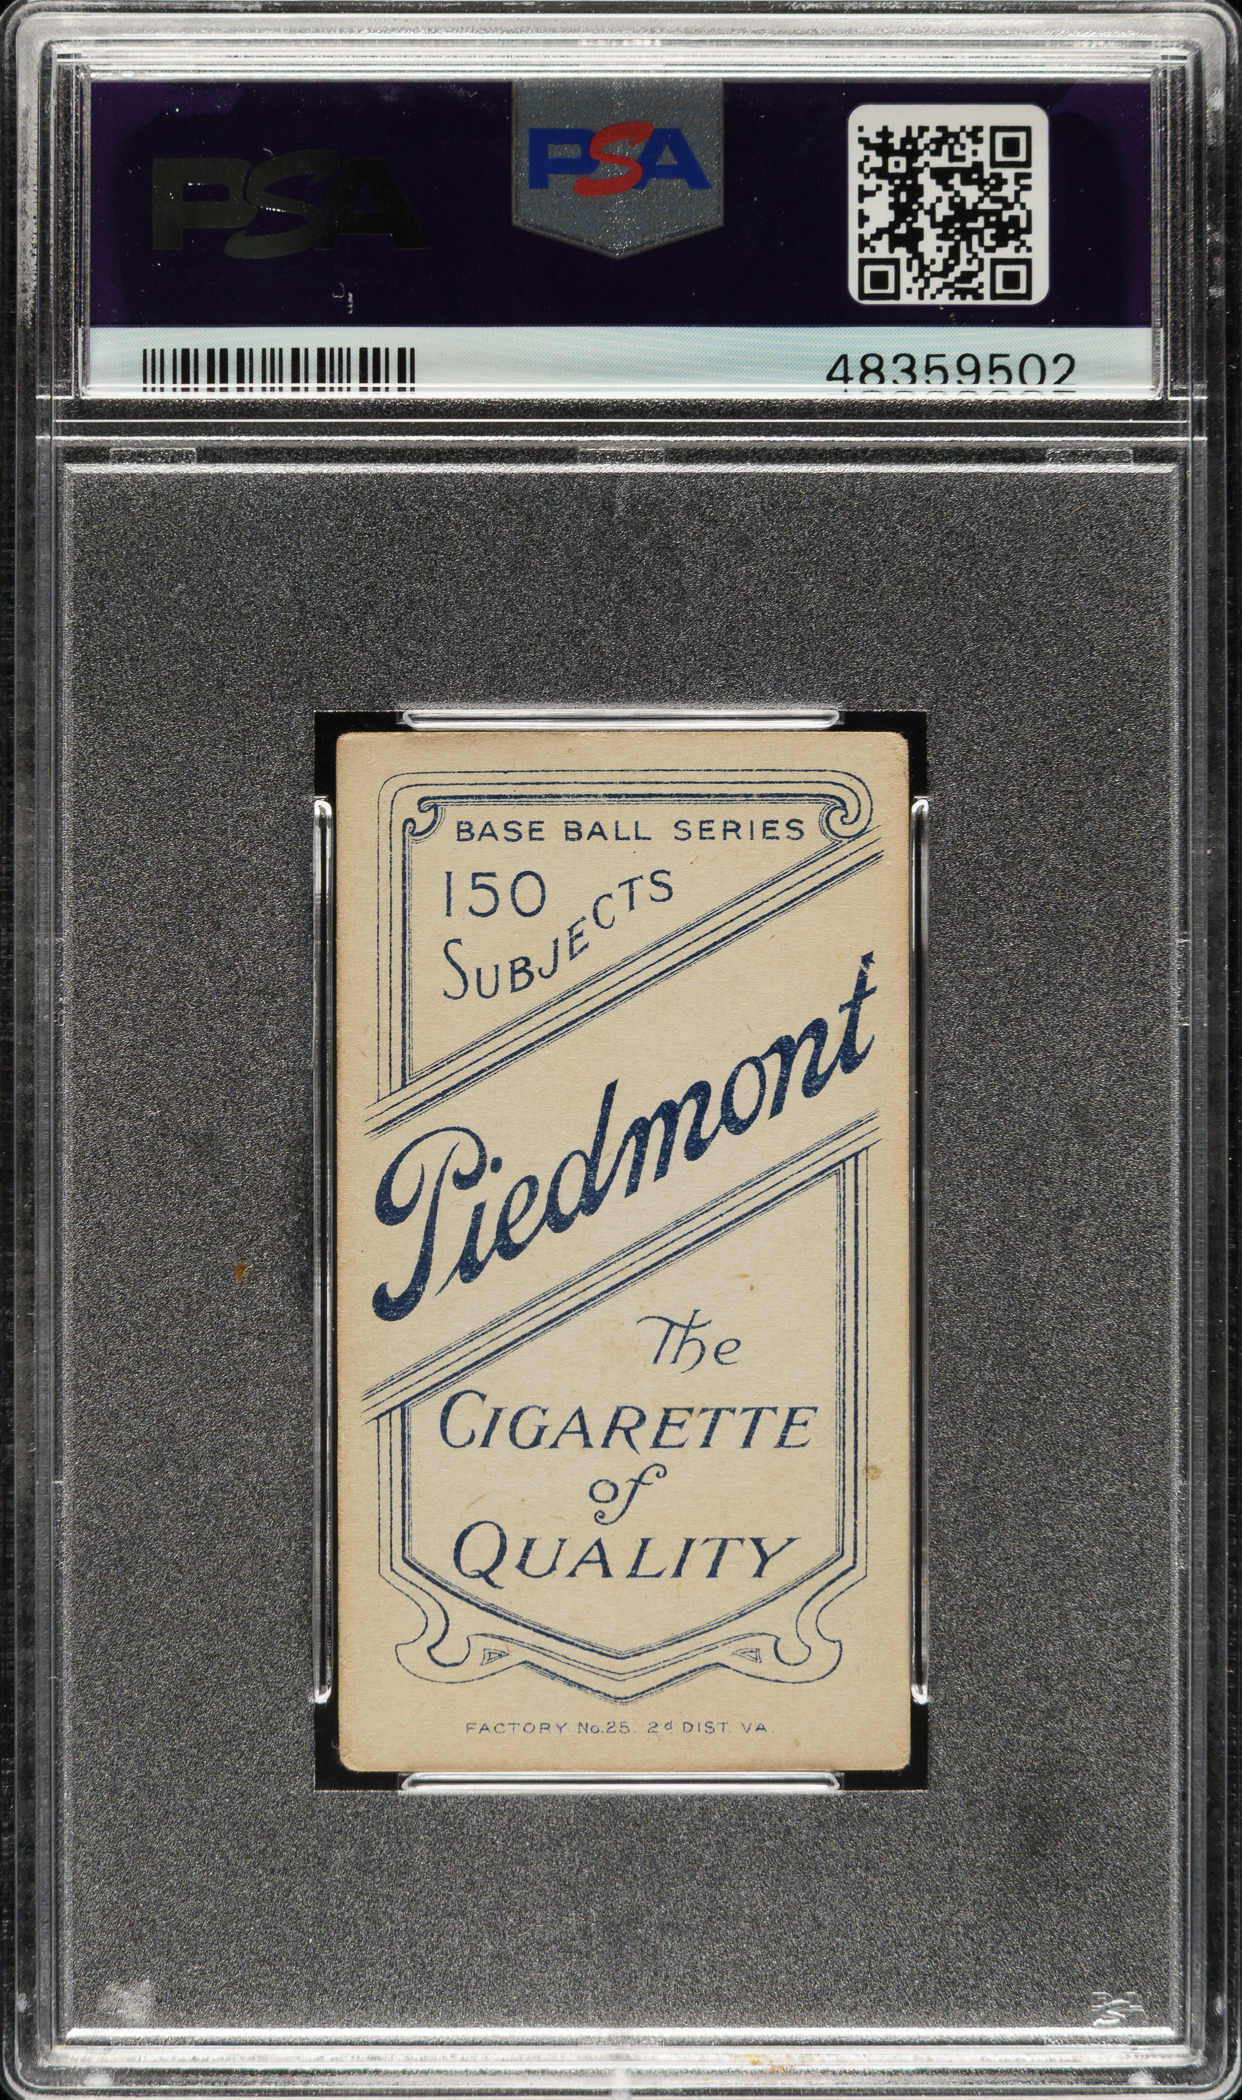 PSA
PSA
48359502
BASE BALL SERIES
150
SUBJECTS
Piedmont
The
CIGARETTE
of
QUALITY
FACTORY No. 25. 2d DIST. VA.